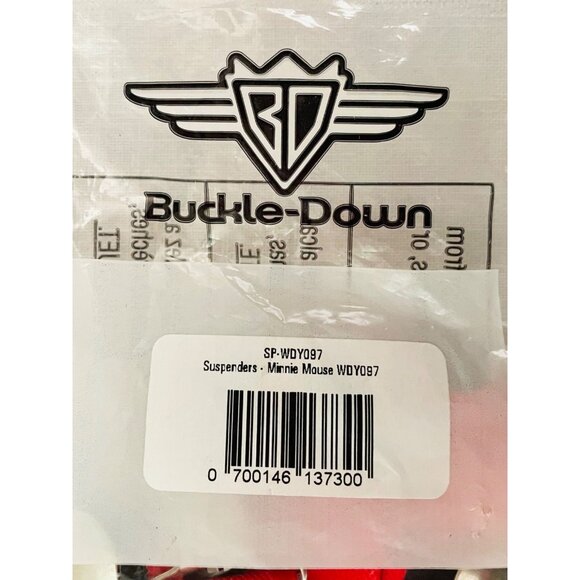 BD
Buckle-Down
SP-WDY097
Suspenders - Minnie Mouse WDY097
0 700146 137300